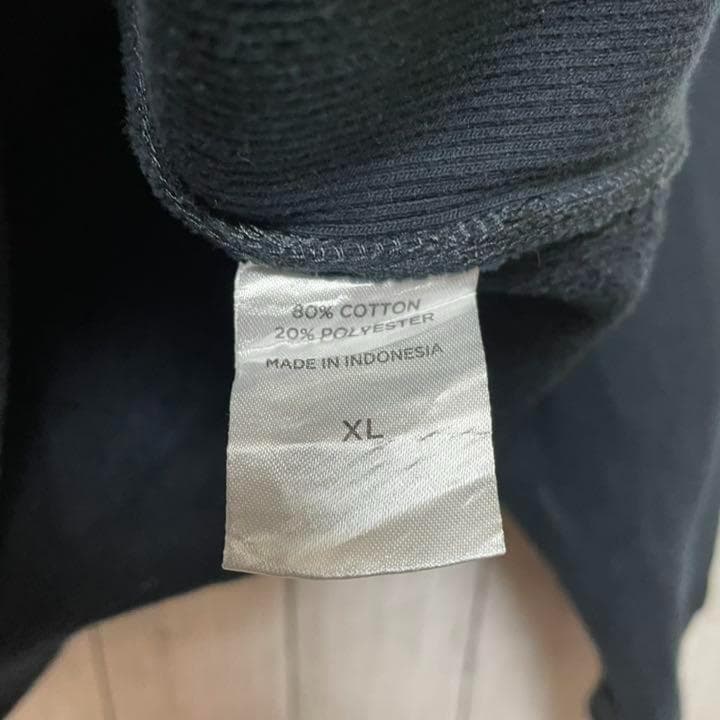 80% COTTON
20% POLYESTER
MADE IN INDONESIA
XL